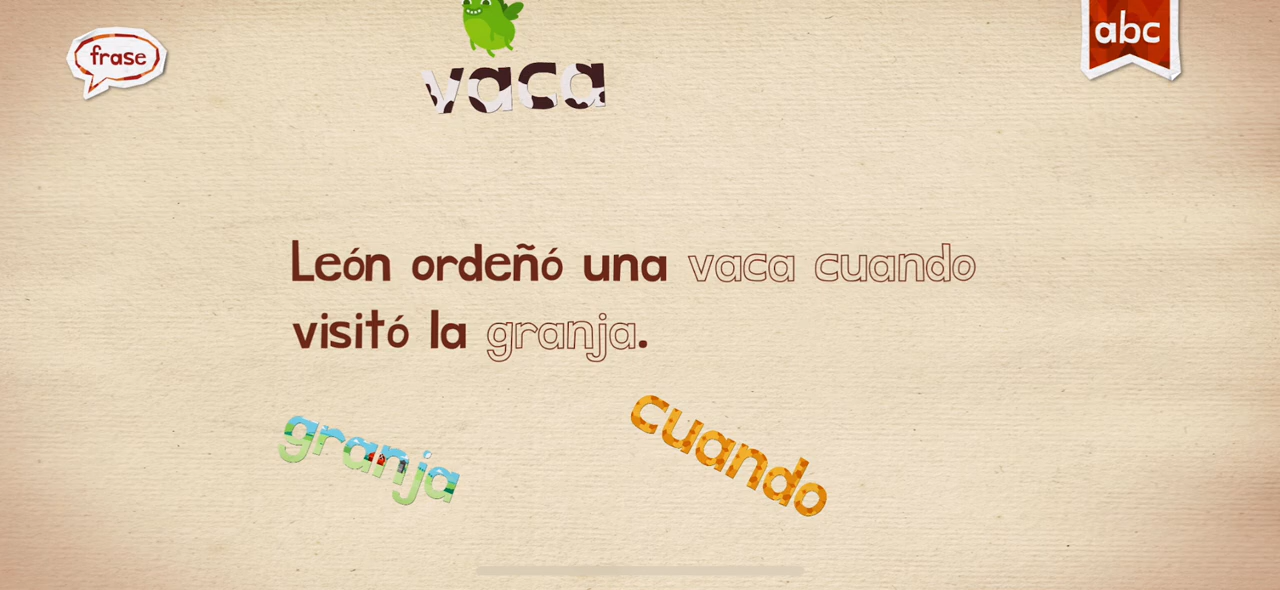 frase
abc
vaca
León ordeñó una vaca cuando
visitó la granja.
granja
cuando